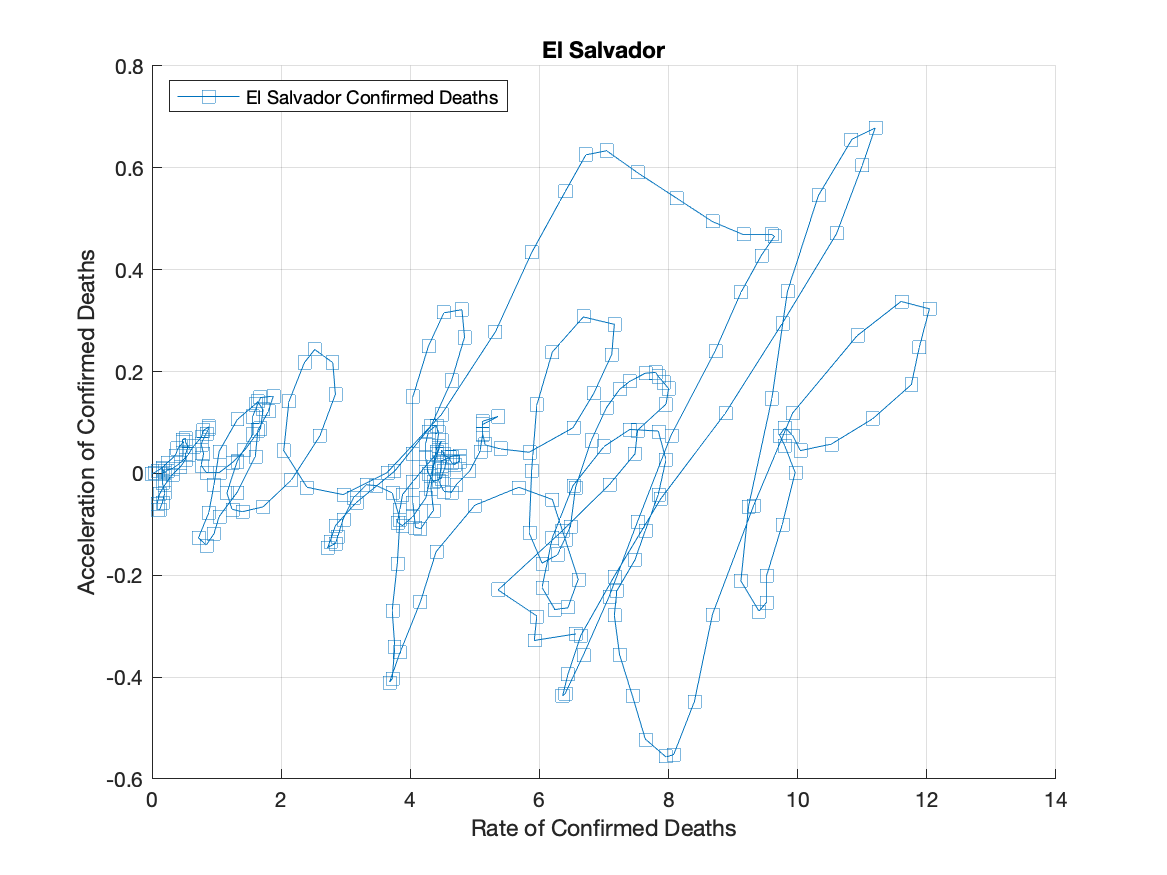 El Salvador
El Salvador Confirmed Deaths
0.8
0.6
0.4
0.2
0
-0.2
-0.4
-0.6
Acceleration of Confirmed Deaths
0 2 4 6 8 10 12 14
Rate of Confirmed Deaths